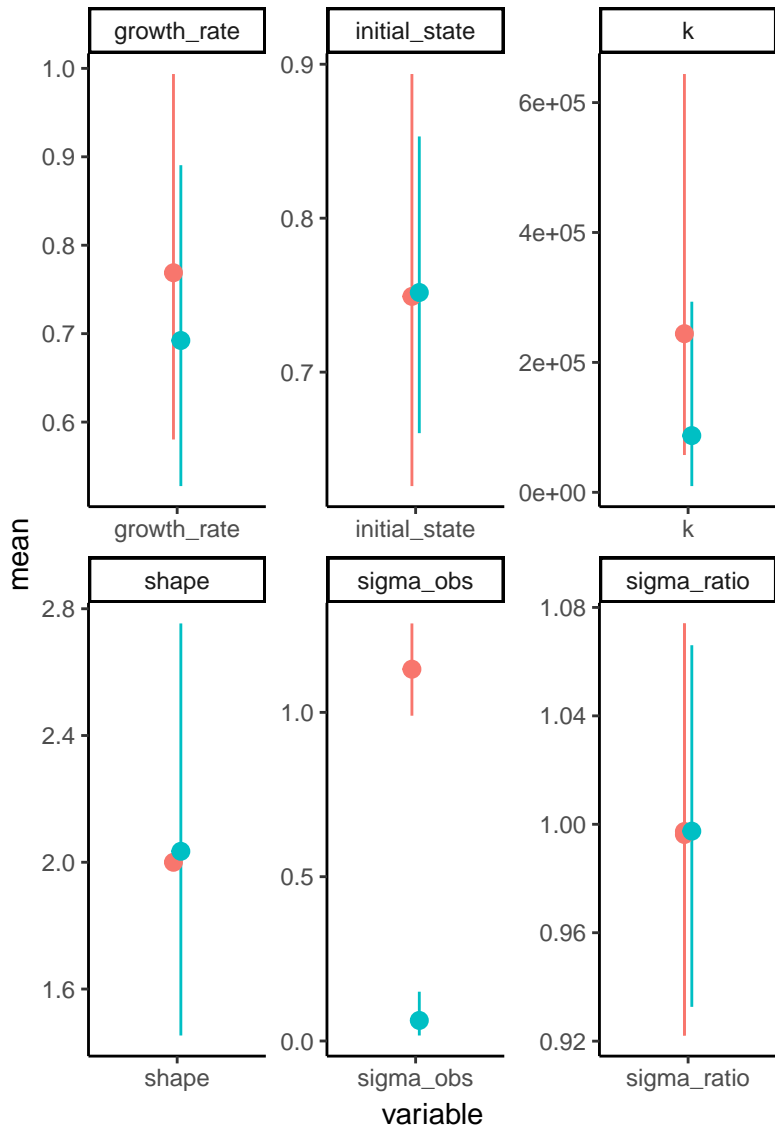 growth_rate
initial_state
k
1.0
0.9
0.8
0.7
0.6
0.9
0.8
0.7
6e+05
4e+05
2e+05
0e+00
growth_rate
initial_state
k
mean
shape
sigma_obs
sigma_ratio
2.8
2.4
2.0
1.6
1.0
0.5
0.0
1.08
1.04
1.00
0.96
0.92
shape
sigma_obs
sigma_ratio
variable